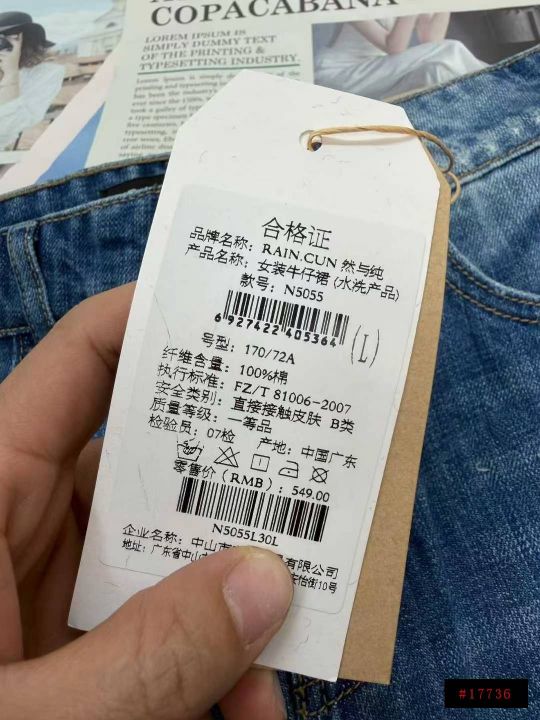 COPACABANA
LOREM IPSUM IS
SIMPLY DUMMY TEXT
OF THE PRINTING &
TYPESETTING INDUSTRY.
合格证
品牌名称：RAIN.CUN 然与纯
产品名称：女装牛仔裙(水洗产品)
款号：N5055
6 927422 405364
(L)
号型：170/72A
纤维含量：100%棉
执行标准：FZ/T 81006-2007
安全类别：直接接触皮肤 B类
质量等级：一等品
检验员：07检 产地：中国广东
零售价(RMB)：549.00
N5055L30L
企业名称：中山市 有限公司
地址：广东省中山 怡街10号
#17736